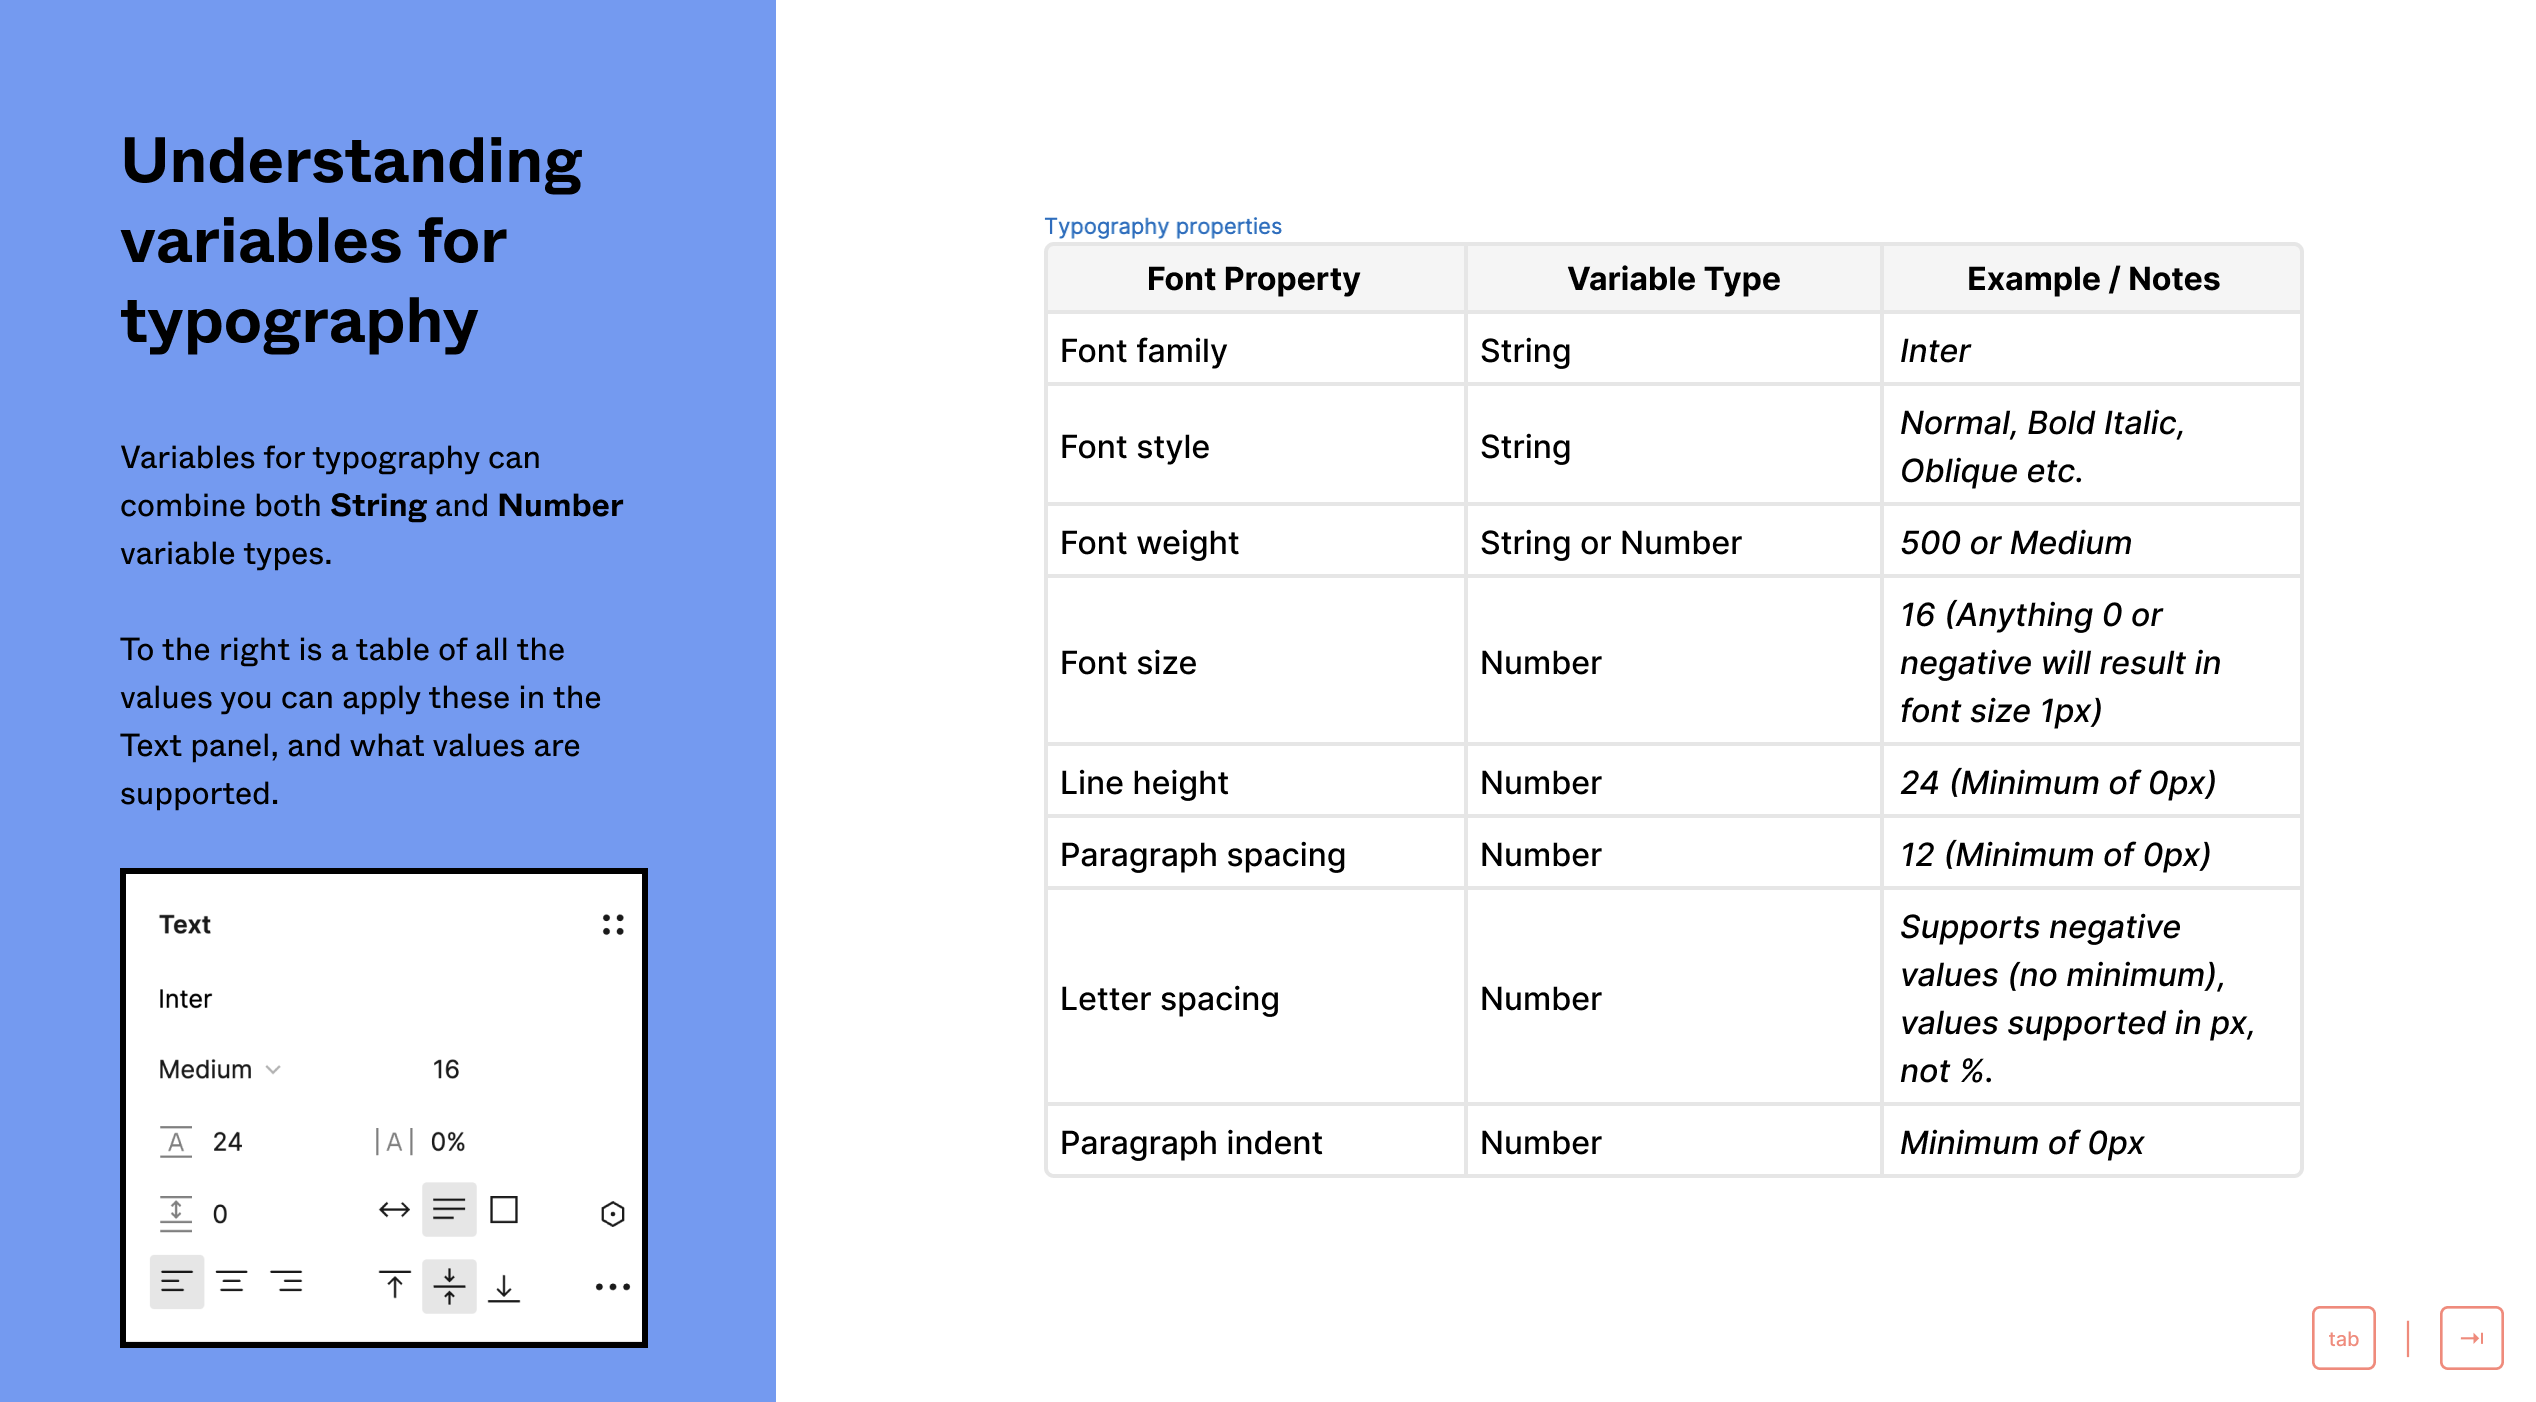 Understanding
variables for
typography
Variables for typography can
combine both String and Number
variable types.
To the right is a table of all the
values you can apply these in the
Text panel, and what values are
supported.
Text
Inter
Medium 16
A 24 |A| 0%
0
Typography properties
Font Property Variable Type Example / Notes
Font family String Inter
Font style String Normal, Bold Italic,
Oblique etc.
Font weight String or Number 500 or Medium
Font size Number 16 (Anything 0 or
negative will result in
font size 1px)
Line height Number 24 (Minimum of 0px)
Paragraph spacing Number 12 (Minimum of 0px)
Letter spacing Number Supports negative
values (no minimum),
values supported in px,
not %.
Paragraph indent Number Minimum of 0px
tab